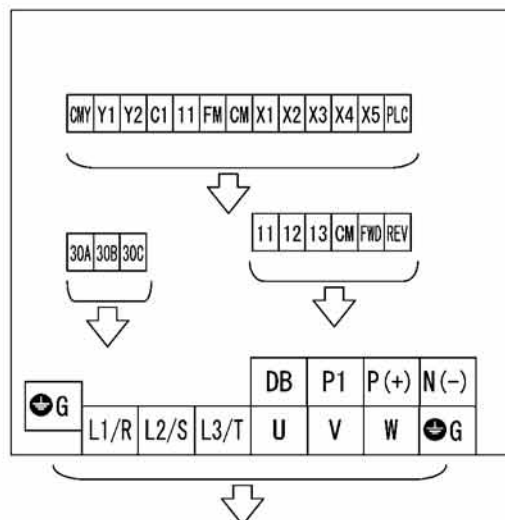 CMY Y1 Y2 C1 11 FM CM X1 X2 X3 X4 X5 PLC
30A 30B 30C
11 12 13 CM FWD REV
DB P1 P(+) N(-)
G
L1/R L2/S L3/T U V W G